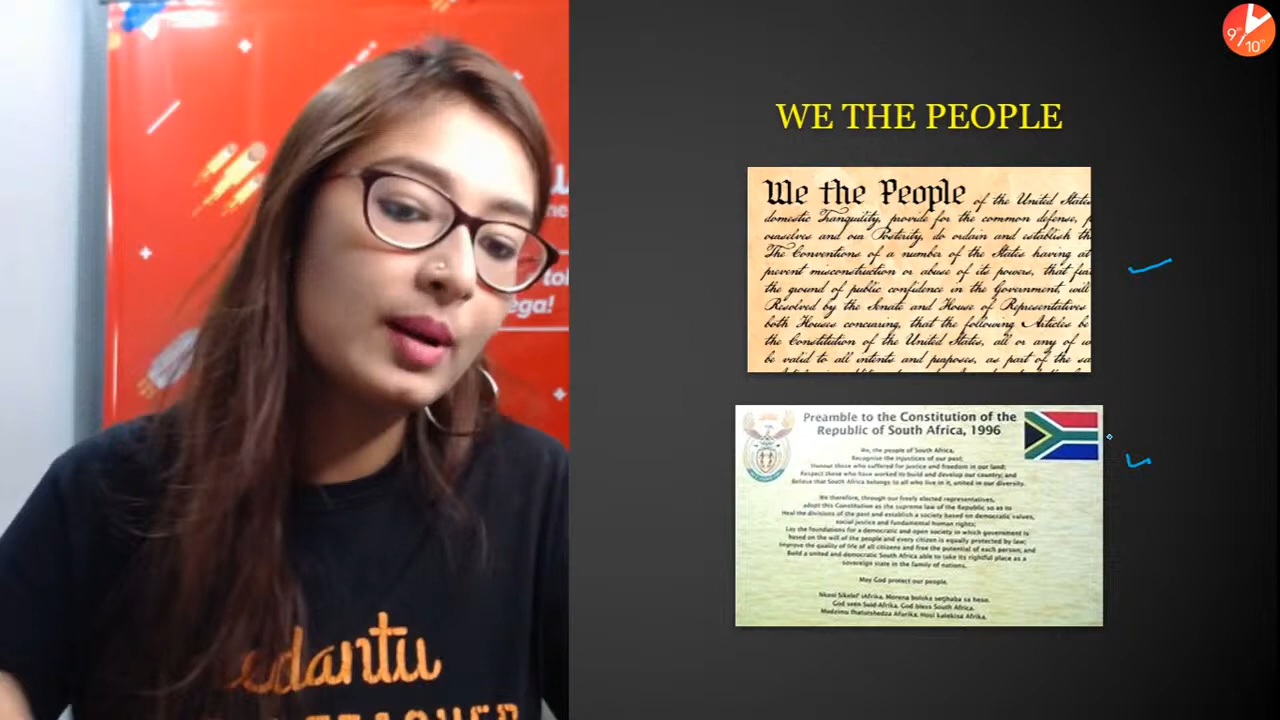 9th
10th
WE THE PEOPLE
We the People of the United States
domestic Tranquility, provide for the common defense,
ourselves and our Posterity, do ordain and establish
The Conventions of a number of the States having
prevent misconstruction or abuse of its powers, that
the ground of public confidence in the Government, will
Resolved by the Senate and House of Representatives
both Houses concurring, that the following Articles be
the Constitution of the United States, all or any of
be valid to all intents and purposes, as part of the
Preamble to the Constitution of the
Republic of South Africa, 1996
We, the people of South Africa,
Recognise the injustices of our past;
Honour those who suffered for justice and freedom in our land;
Respect those who have worked to build and develop our country; and
Believe that South Africa belongs to all who live in it, united in our diversity.
We therefore, through our freely elected representatives,
adopt this Constitution as the supreme law of the Republic so as to
Heal the divisions of the past and establish a society based on democratic values,
social justice and fundamental human rights;
Lay the foundations for a democratic and open society in which government is
based on the will of the people and every citizen is equally protected by law;
Improve the quality of life of all citizens and free the potential of each person; and
Build a united and democratic South Africa able to take its rightful place as a
sovereign state in the family of nations.
May God protect our people.
Nkosi Sikelel' iAfrika. Morena boloka setjhaba sa heso.
God seën Suid-Afrika. God bless South Africa.
Mudzimu fhatutshedza Afurika. Hosi katekisa Afrika.
edantu